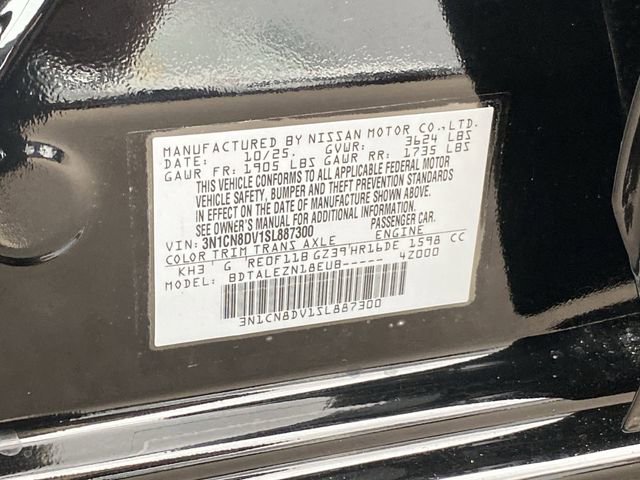 MANUFACTURED BY NISSAN MOTOR CO., LTD.
DATE: 10/25. GVWR: 3624 LBS
GAWR FR: 1905 LBS GAWR RR: 1735 LBS
THIS VEHICLE CONFORMS TO ALL APPLICABLE FEDERAL MOTOR
VEHICLE SAFETY, BUMPER AND THEFT PREVENTION STANDARDS
IN EFFECT ON THE DATE OF MANUFACTURE SHOWN ABOVE.
SEE OWNER'S MANUAL FOR ADDITIONAL INFORMATION.
VIN: 3N1CN8DV1SL887300 PASSENGER CAR.
COLOR TRIM TRANS AXLE ENGINE
KH3 G RE0F11B GZ39 HR16DE 1598 CC
MODEL: BDTALEZN18EUB----- 4Z000
3N1CN8DV1SL887300